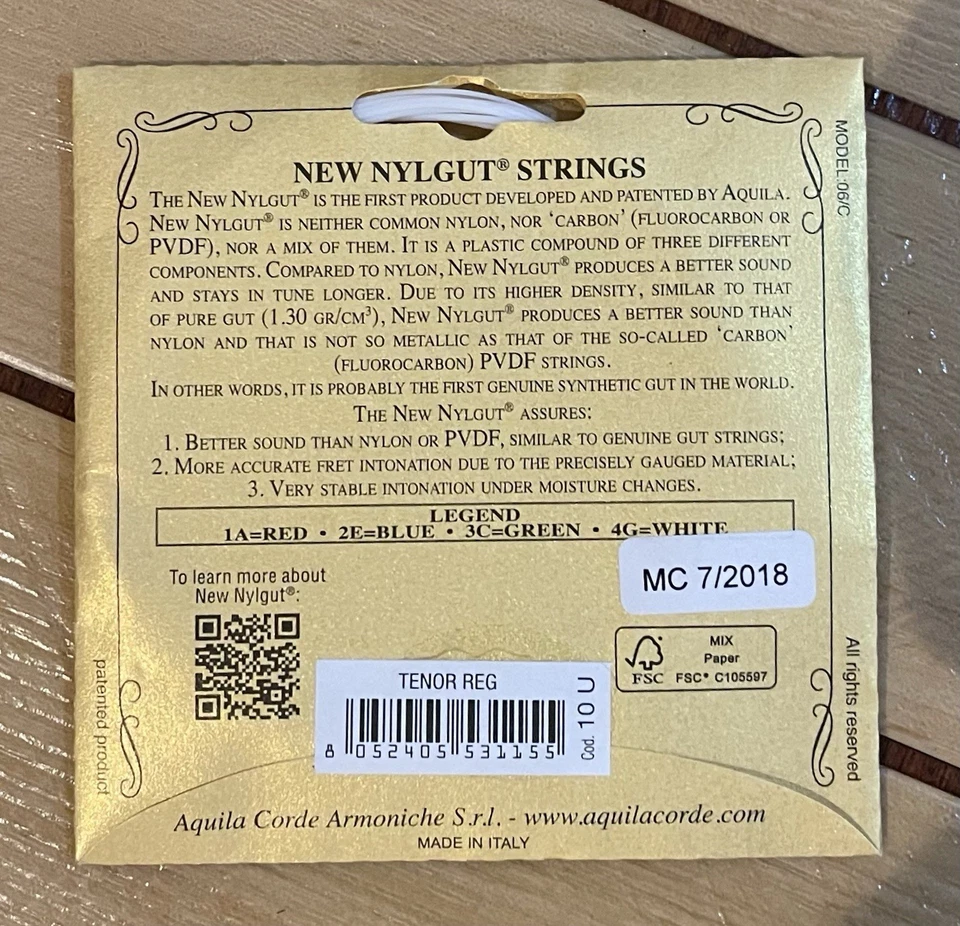 NEW NYLGUT® STRINGS
THE NEW NYLGUT® IS THE FIRST PRODUCT DEVELOPED AND PATENTED BY AQUILA.
NEW NYLGUT® IS NEITHER COMMON NYLON, NOR ‘CARBON’ (FLUOROCARBON OR
PVDF), NOR A MIX OF THEM. IT IS A PLASTIC COMPOUND OF THREE DIFFERENT
COMPONENTS. COMPARED TO NYLON, NEW NYLGUT® PRODUCES A BETTER SOUND
AND STAYS IN TUNE LONGER. DUE TO ITS HIGHER DENSITY, SIMILAR TO THAT
OF PURE GUT (1.30 GR/CM³), NEW NYLGUT® PRODUCES A BETTER SOUND THAN
NYLON AND THAT IS NOT SO METALLIC AS THAT OF THE SO-CALLED ‘CARBON’
(FLUOROCARBON) PVDF STRINGS.
IN OTHER WORDS, IT IS PROBABLY THE FIRST GENUINE SYNTHETIC GUT IN THE WORLD.
THE NEW NYLGUT® ASSURES:
1. BETTER SOUND THAN NYLON OR PVDF, SIMILAR TO GENUINE GUT STRINGS;
2. MORE ACCURATE FRET INTONATION DUE TO THE PRECISELY GAUGED MATERIAL;
3. VERY STABLE INTONATION UNDER MOISTURE CHANGES.
LEGEND
1A=RED • 2E=BLUE • 3C=GREEN • 4G=WHITE
To learn more about
New Nylgut®:
MC 7/2018
MIX
Paper
FSC® C105597
FSC
TENOR REG
8 052405 531155
Cod. 10 U
Aquila Corde Armoniche S.r.l. - www.aquilacorde.com
MADE IN ITALY
MODEL:06/C
All rights reserved
patented product